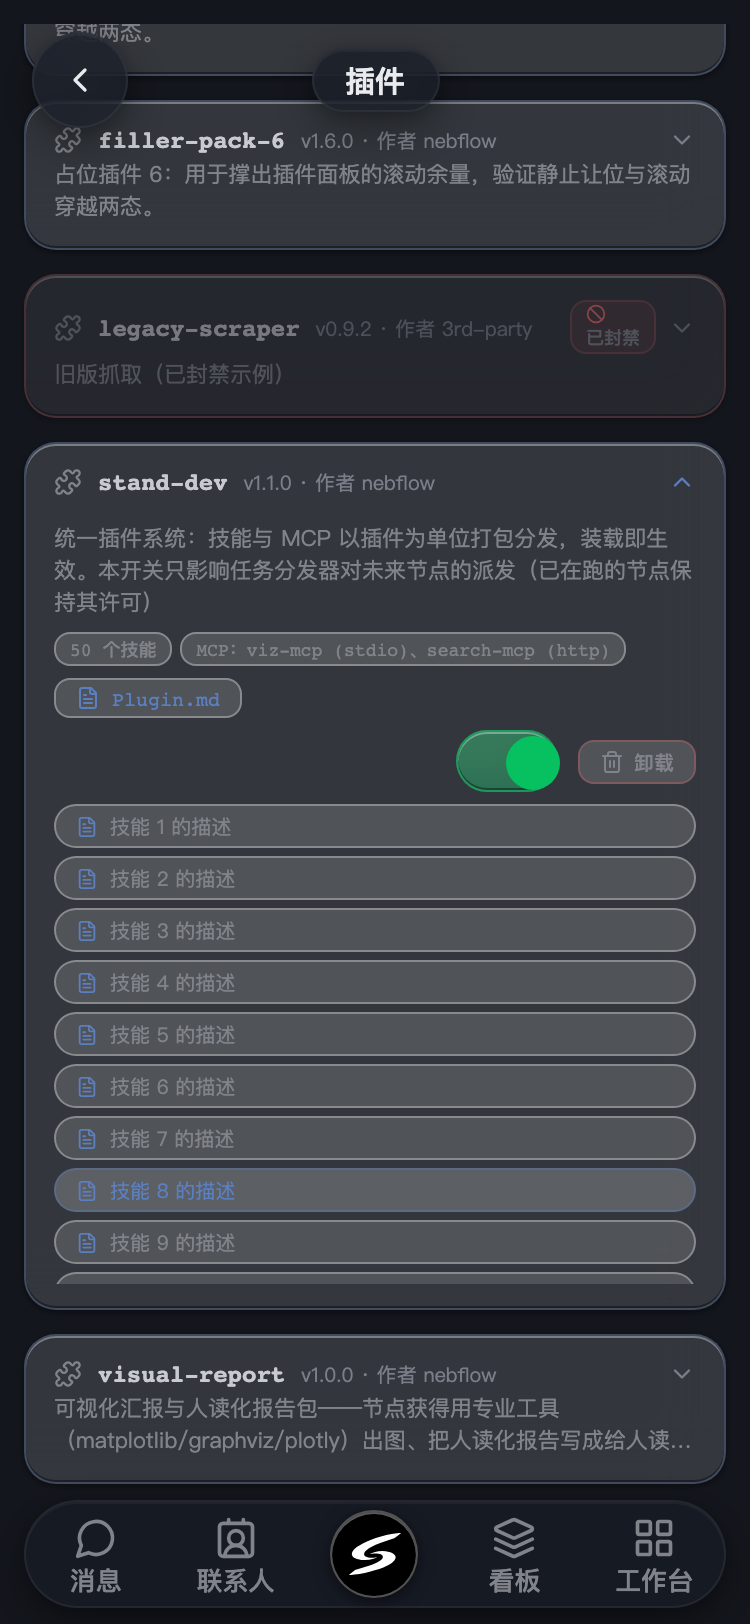 穿越两态。
插件
filler-pack-6 v1.6.0 · 作者 nebflow
占位插件 6：用于撑出插件面板的滚动余量，验证静止让位与滚动
穿越两态。
legacy-scraper v0.9.2 · 作者 3rd-party
已封禁
旧版抓取（已封禁示例）
stand-dev v1.1.0 · 作者 nebflow
统一插件系统：技能与 MCP 以插件为单位打包分发，装载即生
效。本开关只影响任务分发器对未来节点的派发（已在跑的节点保
持其许可）
50 个技能
MCP: viz-mcp (stdio)、search-mcp (http)
Plugin.md
卸载
技能 1 的描述
技能 2 的描述
技能 3 的描述
技能 4 的描述
技能 5 的描述
技能 6 的描述
技能 7 的描述
技能 8 的描述
技能 9 的描述
visual-report v1.0.0 · 作者 nebflow
可视化汇报与人读化报告包——节点获得用专业工具
（matplotlib/graphviz/plotly）出图、把人读化报告写成给人读…
消息
联系人
看板
工作台